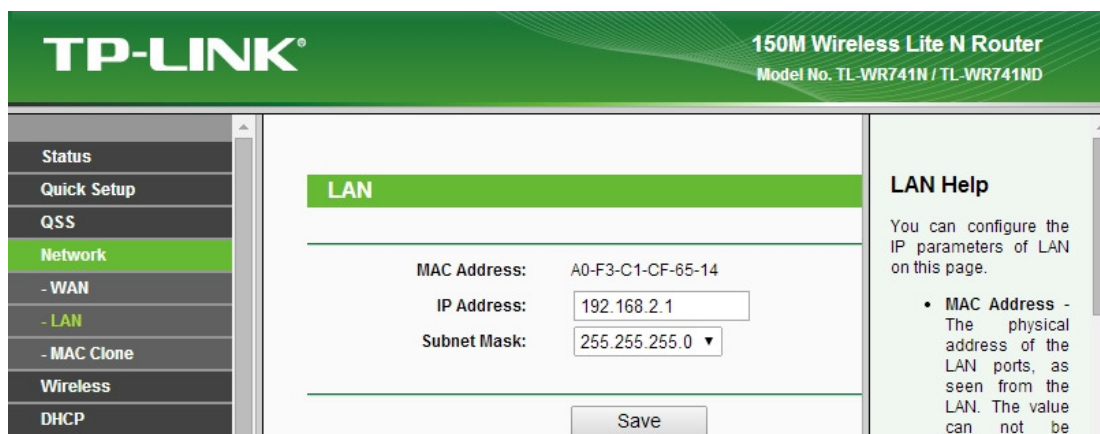 TP-LINK®
150M Wireless Lite N Router
Model No. TL-WR741N / TL-WR741ND
Status
Quick Setup
QSS
Network
- WAN
- LAN
- MAC Clone
Wireless
DHCP
LAN
MAC Address: A0-F3-C1-CF-65-14
IP Address: 192.168.2.1
Subnet Mask: 255.255.255.0
Save
LAN Help
You can configure the
IP parameters of LAN
on this page.
• MAC Address -
The physical
address of the
LAN ports, as
seen from the
LAN. The value
can not be